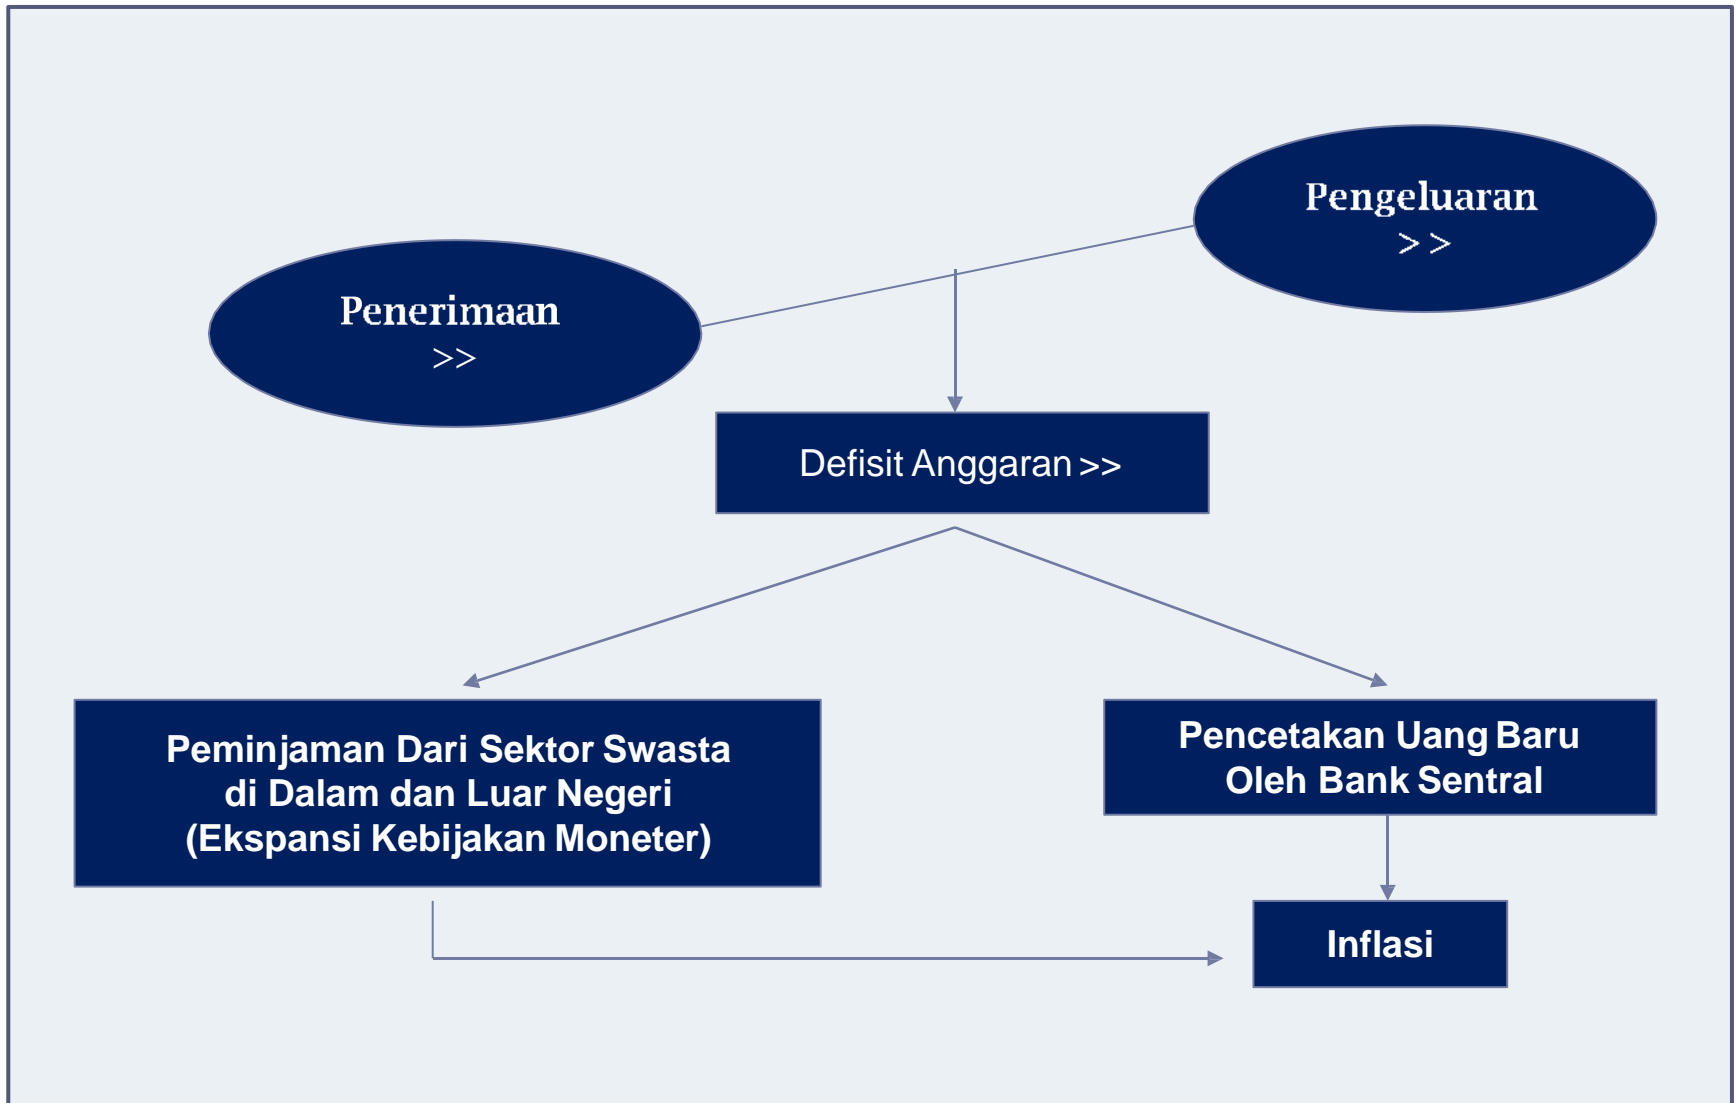 Pengeluaran
> >
Penerimaan
>>
Defisit Anggaran >>
Peminjaman Dari Sektor Swasta
di Dalam dan Luar Negeri
(Ekspansi Kebijakan Moneter)
Pencetakan Uang Baru
Oleh Bank Sentral
Inflasi